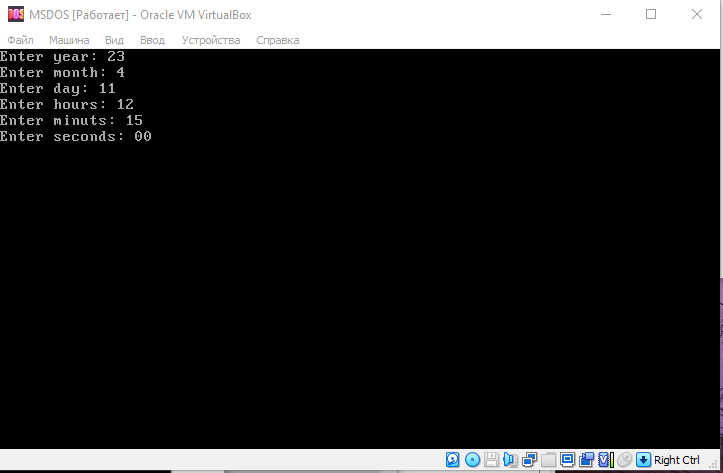 MSDOS [Работает] - Oracle VM VirtualBox
Файл Машина Вид Ввод Устройства Справка
Enter year: 23
Enter month: 4
Enter day: 11
Enter hours: 12
Enter minuts: 15
Enter seconds: 00
Right Ctrl